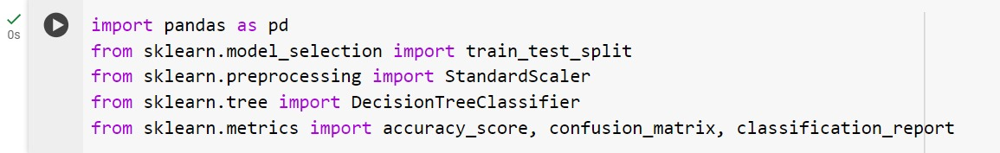 import pandas as pd
0s
from sklearn.model_selection import train_test_split
from sklearn.preprocessing import StandardScaler
from sklearn.tree import DecisionTreeClassifier
from sklearn.metrics import accuracy_score, confusion_matrix, classification_report